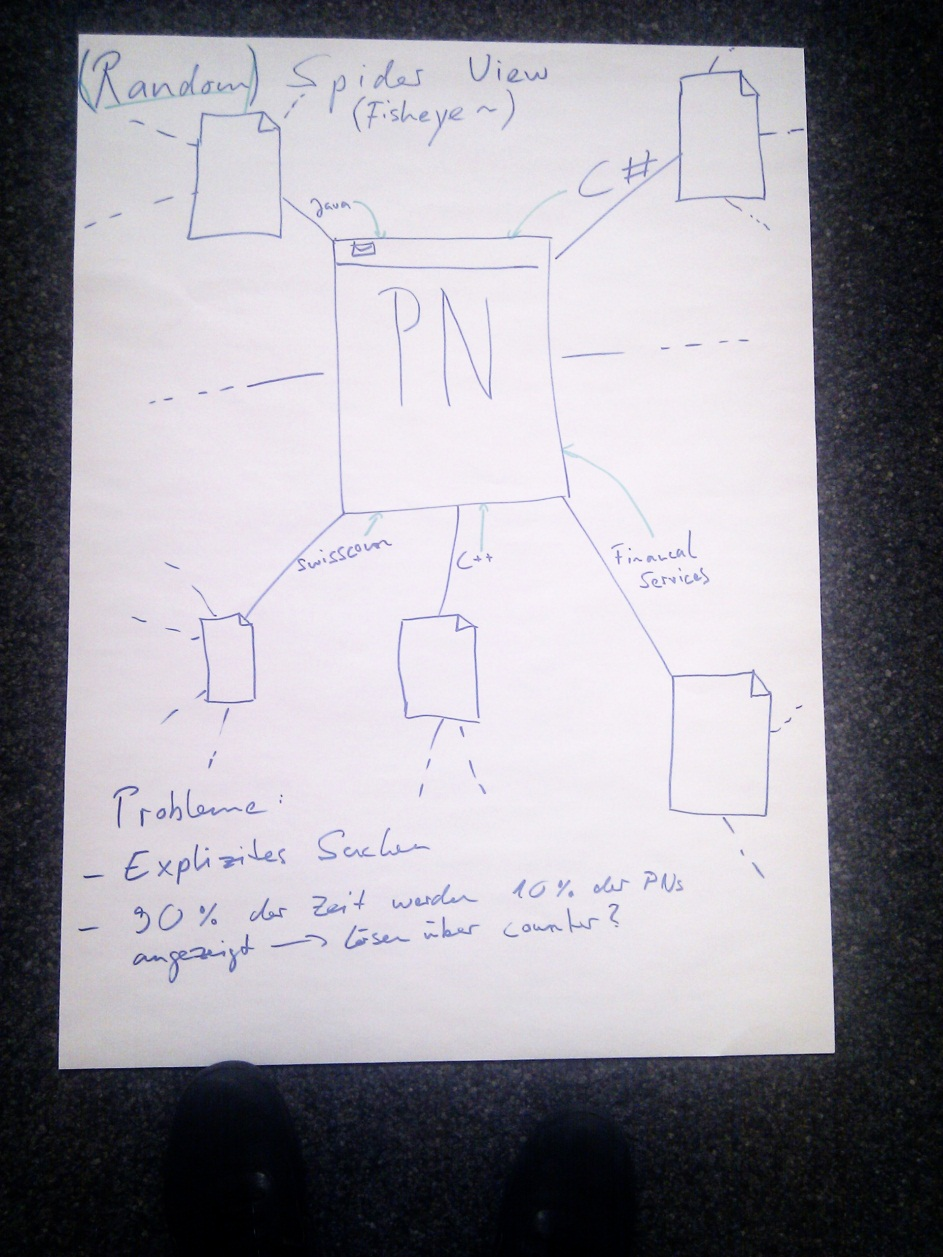 (Random) Spider View
(Fisheye ~)
C#
Java
PN
Swisscom
C++
Financal
Services
Probleme:
- Explizites Suchen
- 90% der Zeit werden 10% der PNs
angezeigt → Lösen über counter?